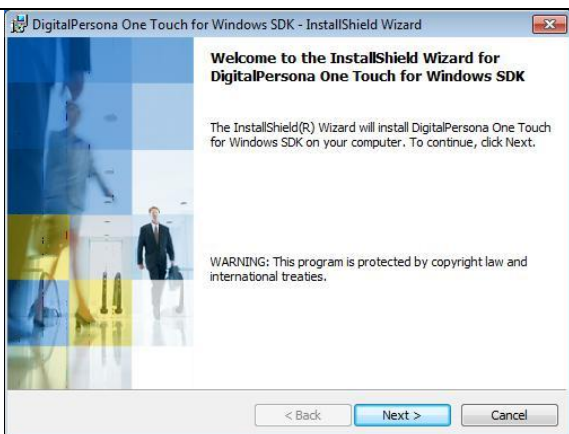 DigitalPersona One Touch for Windows SDK - InstallShield Wizard
Welcome to the InstallShield Wizard for
DigitalPersona One Touch for Windows SDK
The InstallShield(R) Wizard will install DigitalPersona One Touch
for Windows SDK on your computer. To continue, click Next.
WARNING: This program is protected by copyright law and
international treaties.
< Back Next > Cancel